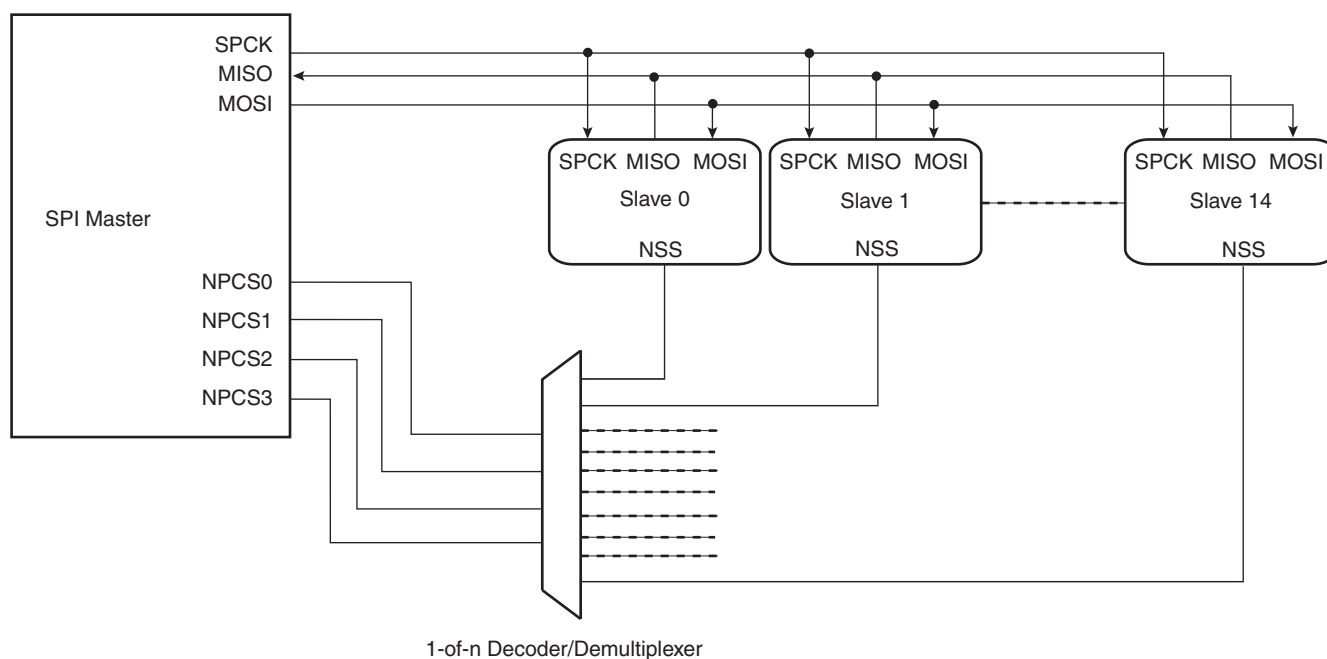 SPCK
MISO
MOSI
SPI Master
NPCS0
NPCS1
NPCS2
NPCS3
SPCK MISO MOSI
Slave 0
NSS
SPCK MISO MOSI
Slave 1
NSS
SPCK MISO MOSI
Slave 14
NSS
1-of-n Decoder/Demultiplexer